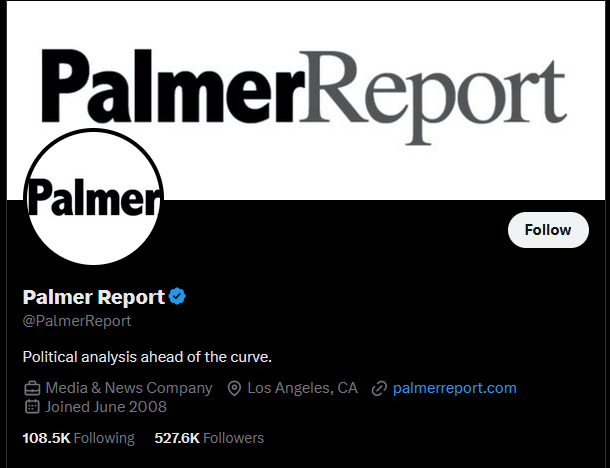 PalmerReport
Palmer
Follow
Palmer Report
@PalmerReport
Political analysis ahead of the curve.
Media & News Company Los Angeles, CA palmerreport.com
Joined June 2008
108.5K Following 527.6K Followers